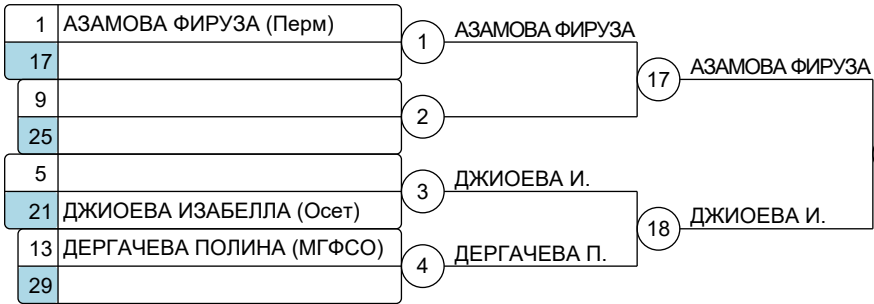 1 АЗАМОВА ФИРУЗА (Перм)
17
9
25
5
21 ДЖИОЕВА ИЗАБЕЛЛА (Осет)
13 ДЕРГАЧЕВА ПОЛИНА (МГФСО)
29
1 АЗАМОВА ФИРУЗА
2
3 ДЖИОЕВА И.
4 ДЕРГАЧЕВА П.
17 АЗАМОВА ФИРУЗА
18 ДЖИОЕВА И.